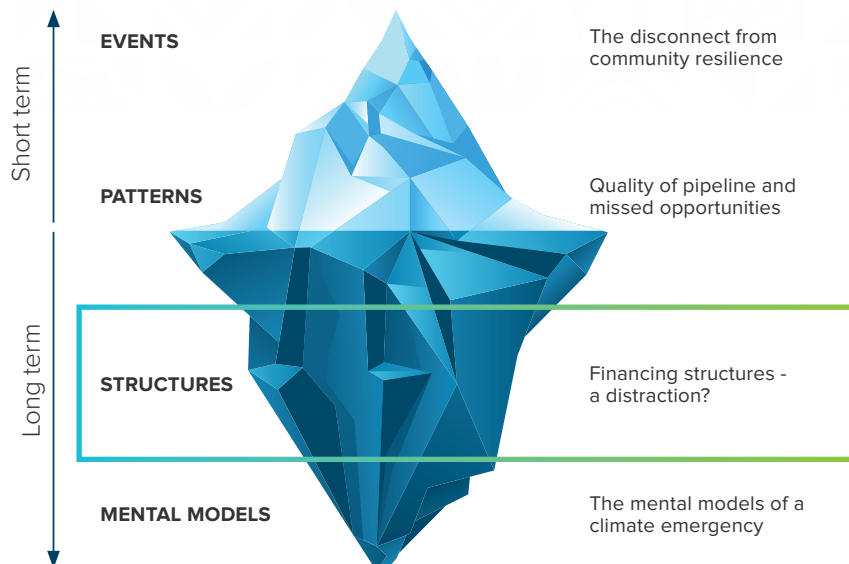 Short term
EVENTS
The disconnect from
community resilience
PATTERNS
Quality of pipeline and
missed opportunities
Long term
STRUCTURES
Financing structures -
a distraction?
MENTAL MODELS
The mental models of a
climate emergency